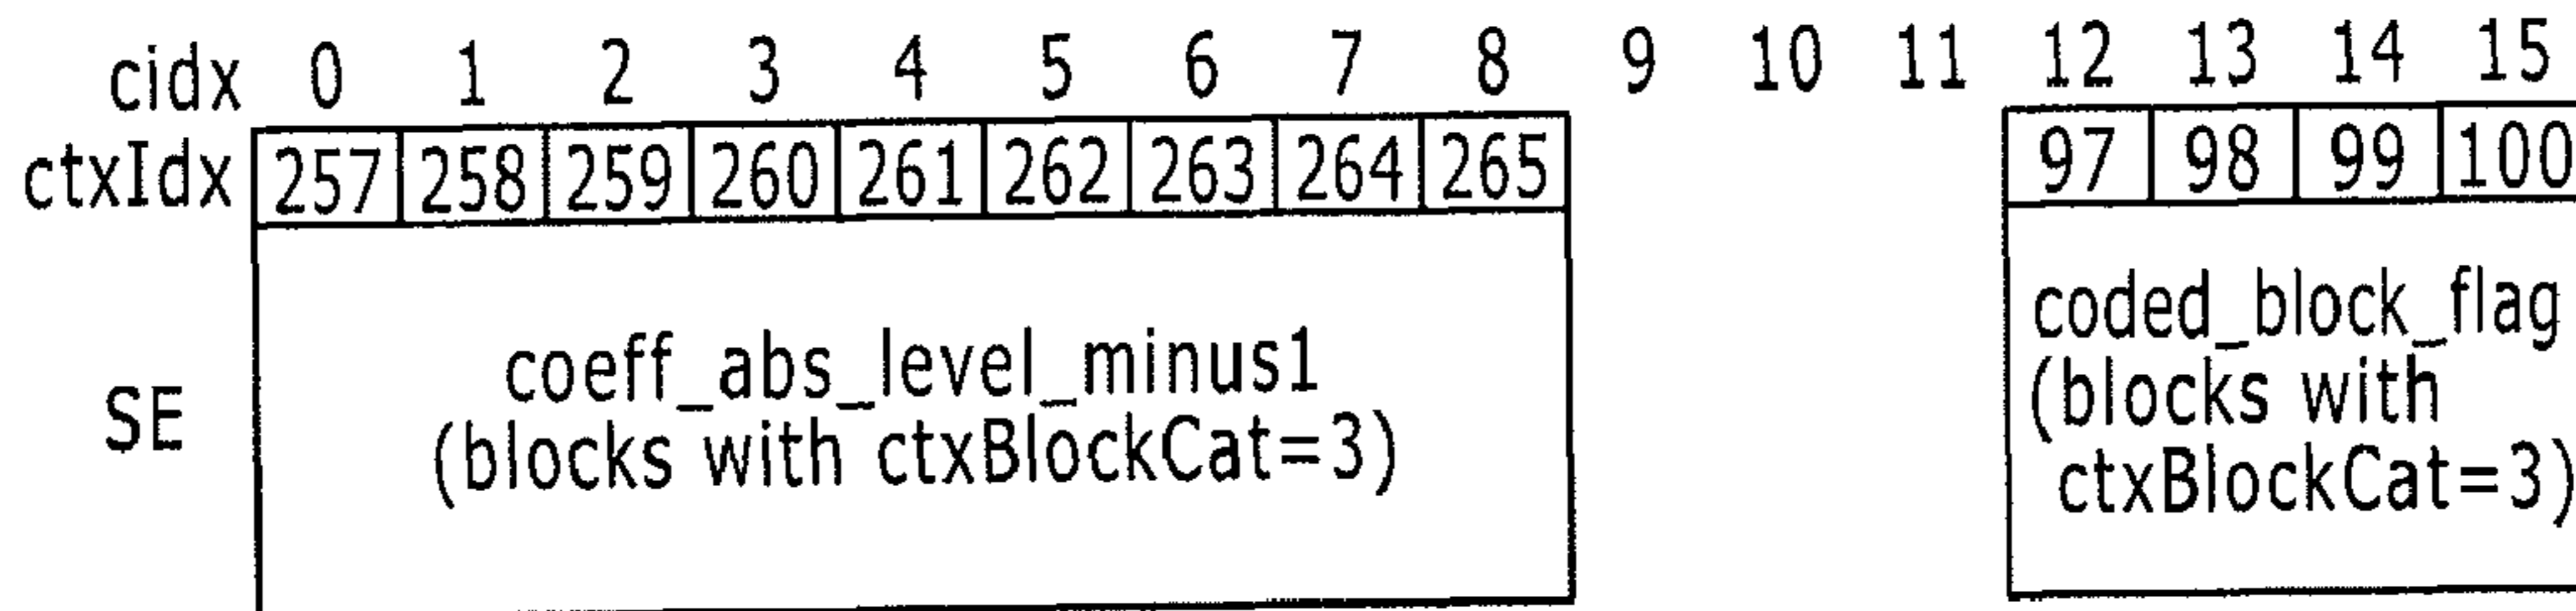 cidx 0 1 2 3 4 5 6 7 8 9 10 11 12 13 14 15
ctxIdx 257 258 259 260 261 262 263 264 265 97 98 99 100
SE
coeff_abs_level_minus1
(blocks with ctxBlockCat=3)
coded_block_flag
(blocks with
ctxBlockCat=3)